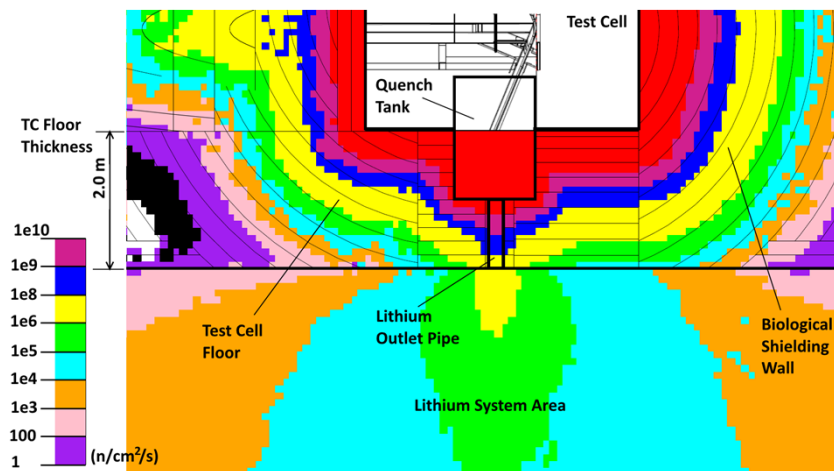 Test Cell
Quench
Tank
TC Floor
Thickness
2.0 m
1e10
1e9
1e8
1e6
1e5
1e4
1e3
100
1
(n/cm²/s)
Test Cell
Floor
Lithium
Outlet Pipe
Biological
Shielding
Wall
Lithium System Area